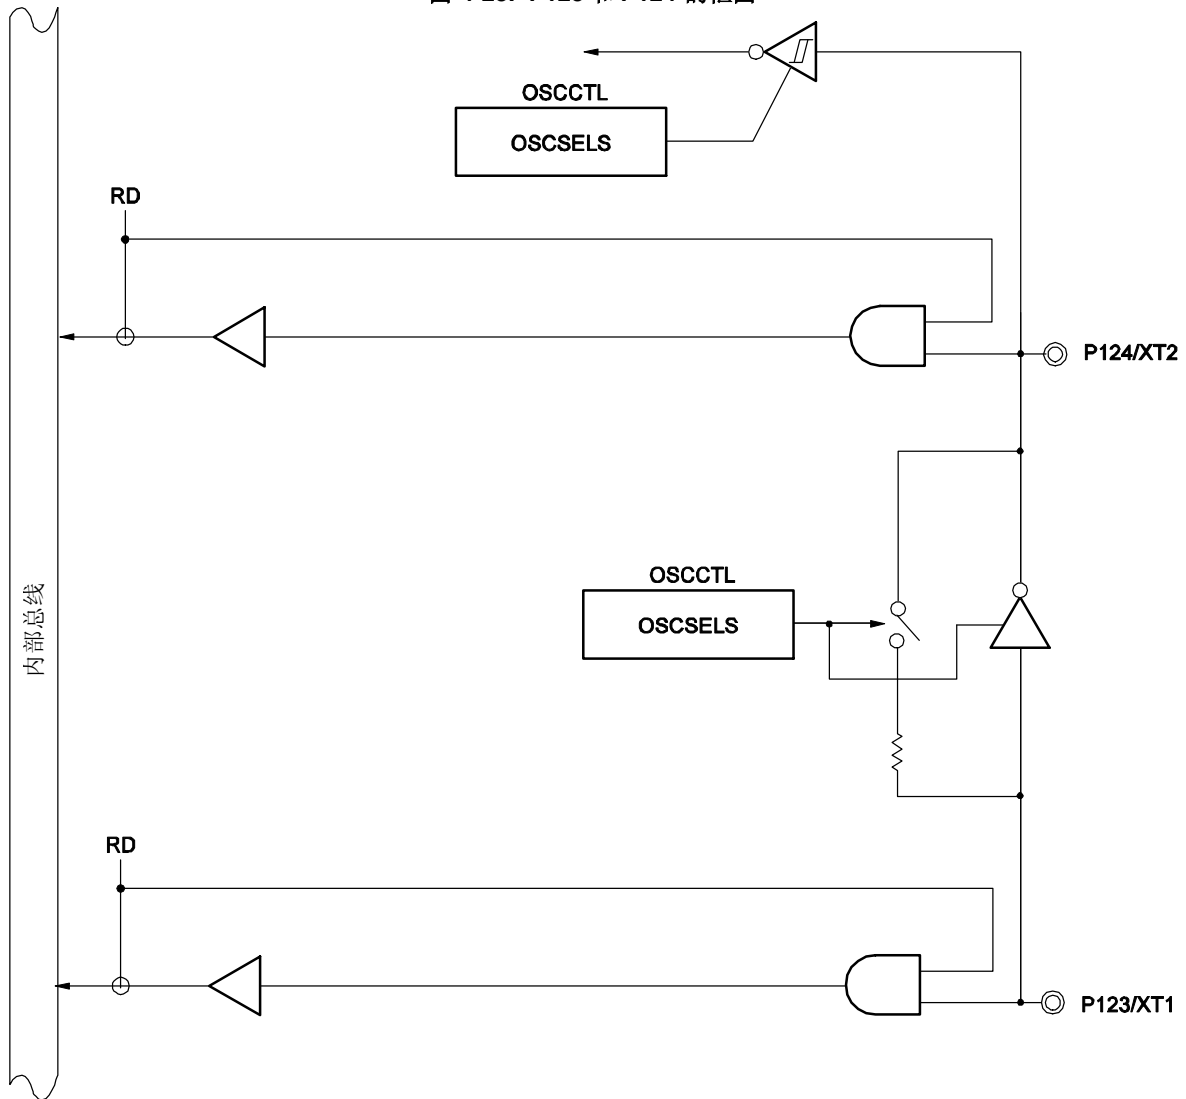 OSCCTL
OSCSELS
RD
P124/XT2
OSCCTL
OSCSELS
内部总线
RD
P123/XT1